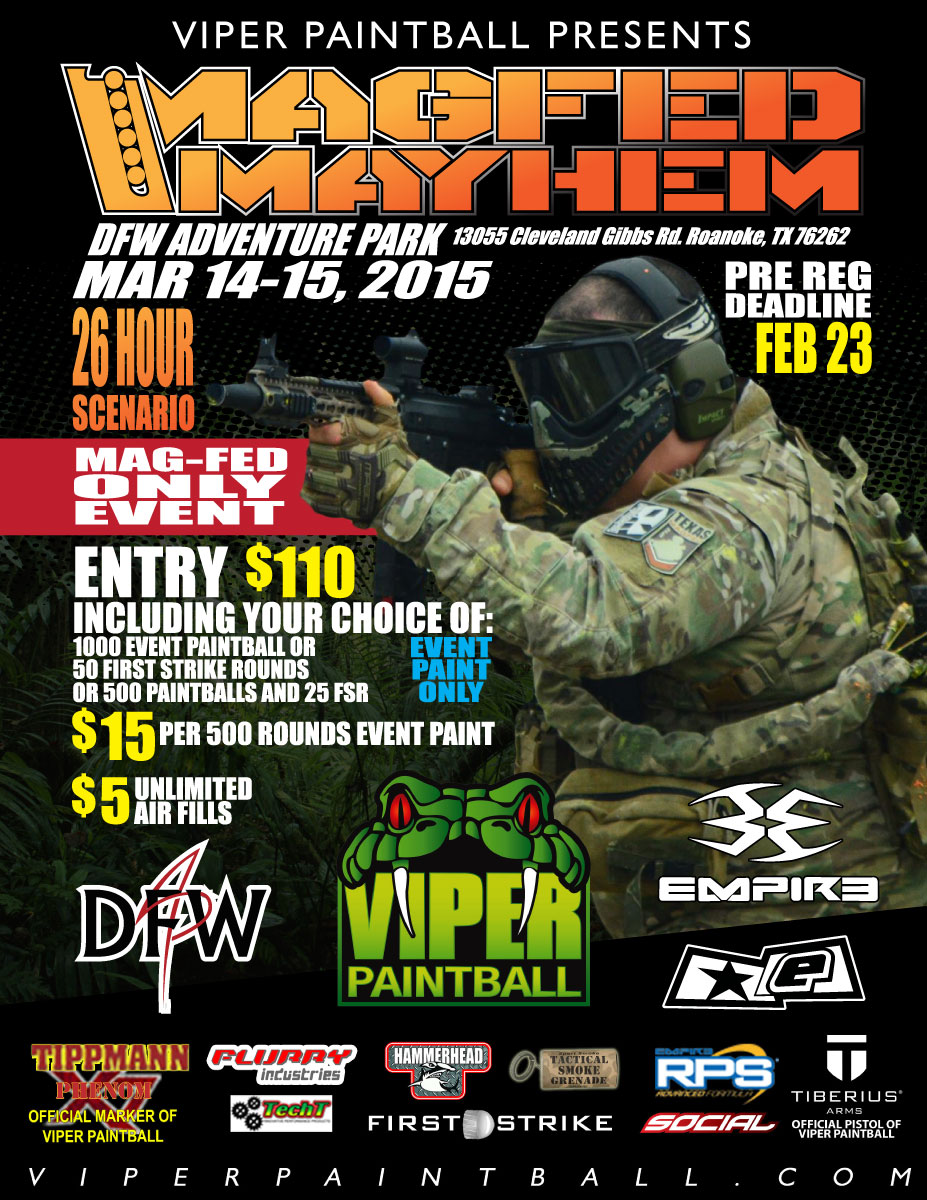 VIPER PAINTBALL PRESENTS
MAGFED
MAYHEM
DFW ADVENTURE PARK 13055 Cleveland Gibbs Rd. Roanoke, TX 76262
MAR 14-15, 2015
PRE REG
DEADLINE
FEB 23
26 HOUR
SCENARIO
MAG-FED
ONLY
EVENT
TEXAS
ENTRY $110
INCLUDING YOUR CHOICE OF:
1000 EVENT PAINTBALL OR
50 FIRST STRIKE ROUNDS
OR 500 PAINTBALLS AND 25 FSR
EVENT
PAINT
ONLY
$15 PER 500 ROUNDS EVENT PAINT
$5 UNLIMITED
AIR FILLS
DFW
VIPER
PAINTBALL
EMPIRE
e
TIPPMANN
PHENOM
OFFICIAL MARKER OF
VIPER PAINTBALL
FLURRY
industries
TechT
HAMMERHEAD
TACTICAL
SMOKE
GRENADE
FIRST STRIKE
EMPIRE
RPS
ADVANCED FORMULA
SOCIAL
TIBERIUS
ARMS
OFFICIAL PISTOL OF
VIPER PAINTBALL
VIPERPAINTBALL.COM